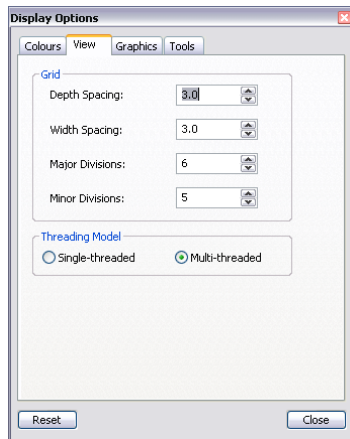 Display Options
Colours View Graphics Tools
Grid
Depth Spacing: 3.0
Width Spacing: 3.0
Major Divisions: 6
Minor Divisions: 5
Threading Model
Single-threaded Multi-threaded
Reset Close